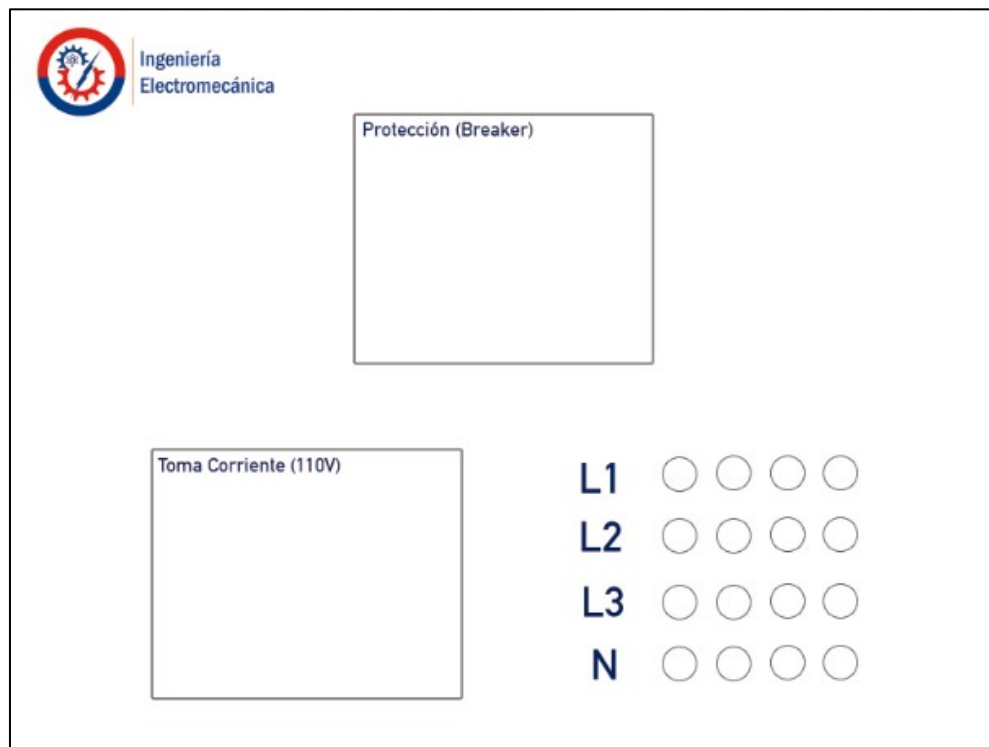 Ingeniería
Electromecánica
Protección (Breaker)
Toma Corriente (110V)
L1
L2
L3
N